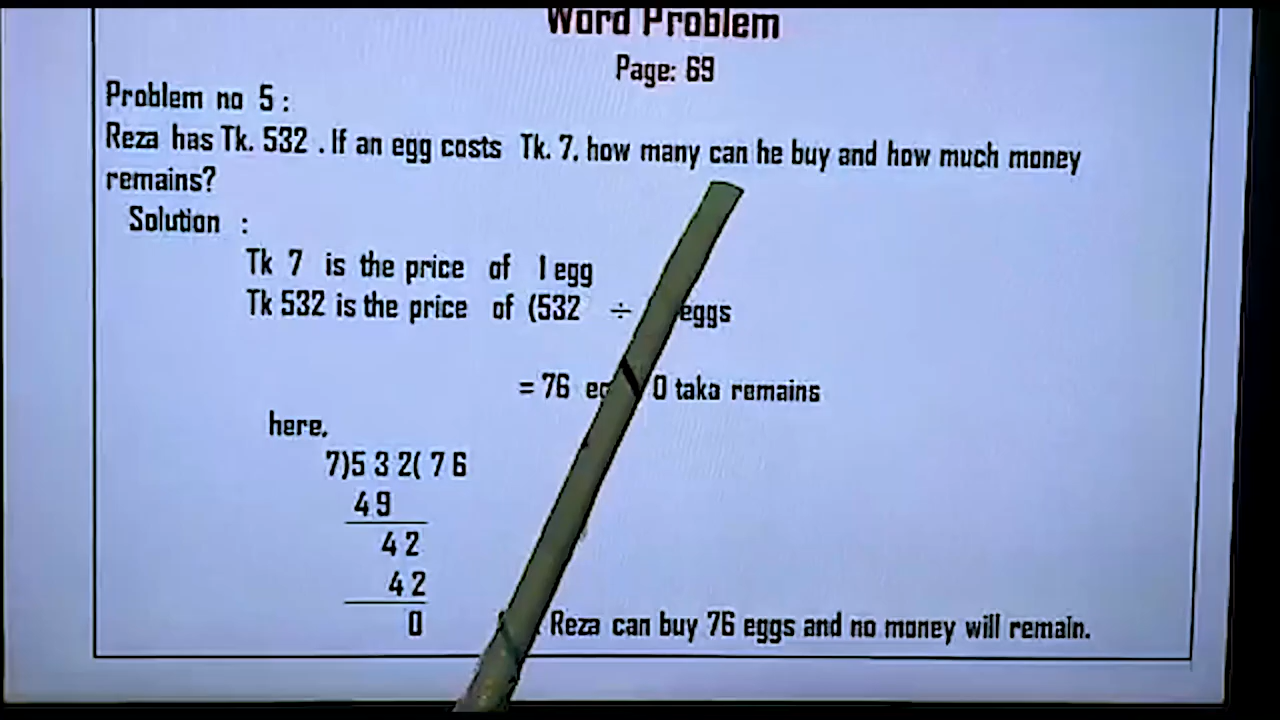 Word Problem
Page: 69
Problem no 5 :
Reza has Tk. 532 . If an egg costs Tk. 7, how many can he buy and how much money
remains?
Solution :
Tk 7 is the price of 1 egg
Tk 532 is the price of (532 ÷ eggs
= 76 0 taka remains
here,
7)5 3 2( 7 6
4 9
4 2
4 2
0
Reza can buy 76 eggs and no money will remain.